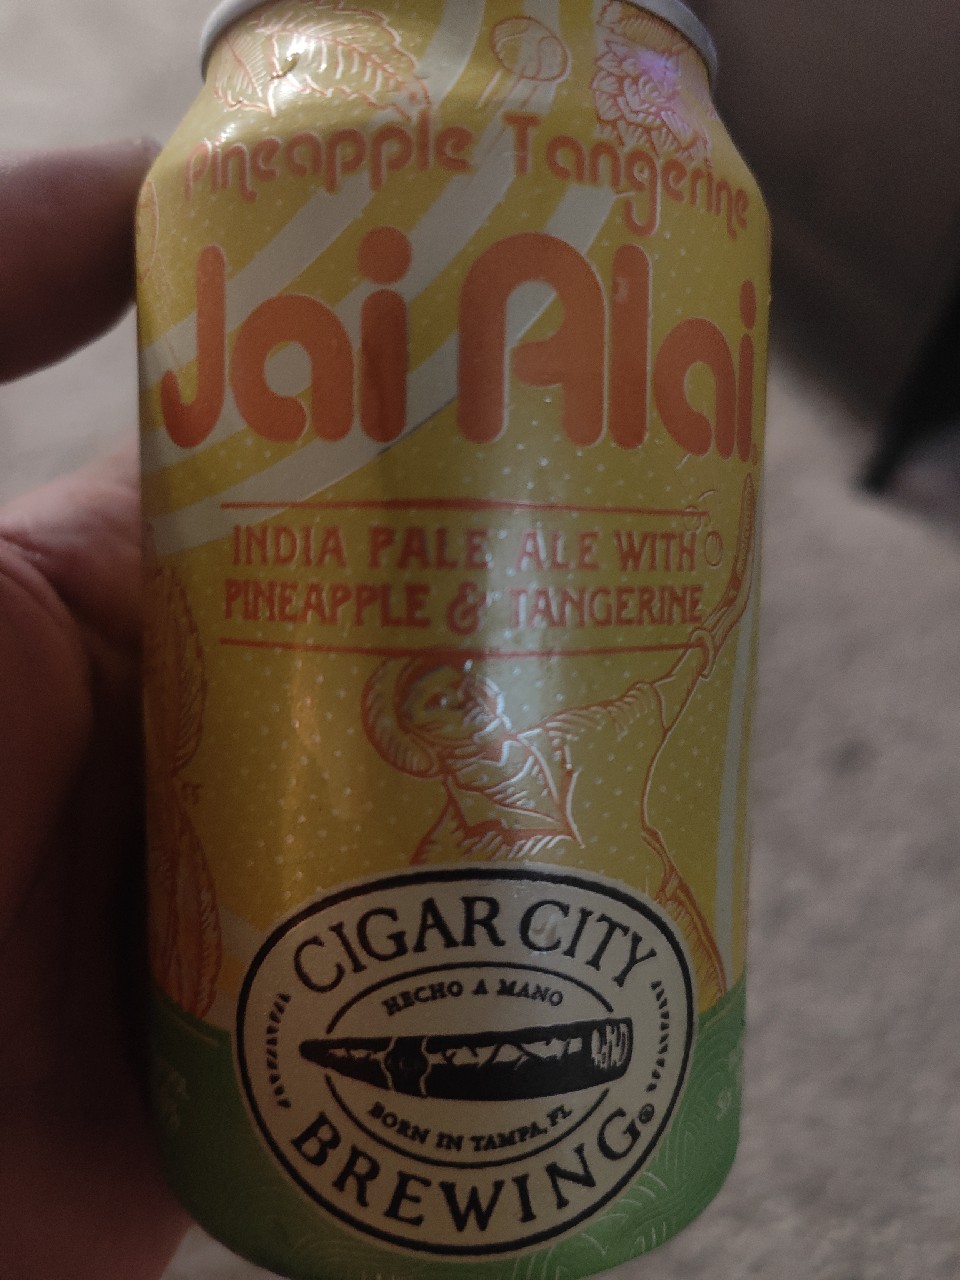 Pineapple Tangerine
Jai Alai
INDIA PALE ALE WITH
PINEAPPLE & TANGERINE
CIGAR CITY
HECHO A MANO
BORN IN TAMPA, FL
BREWING®